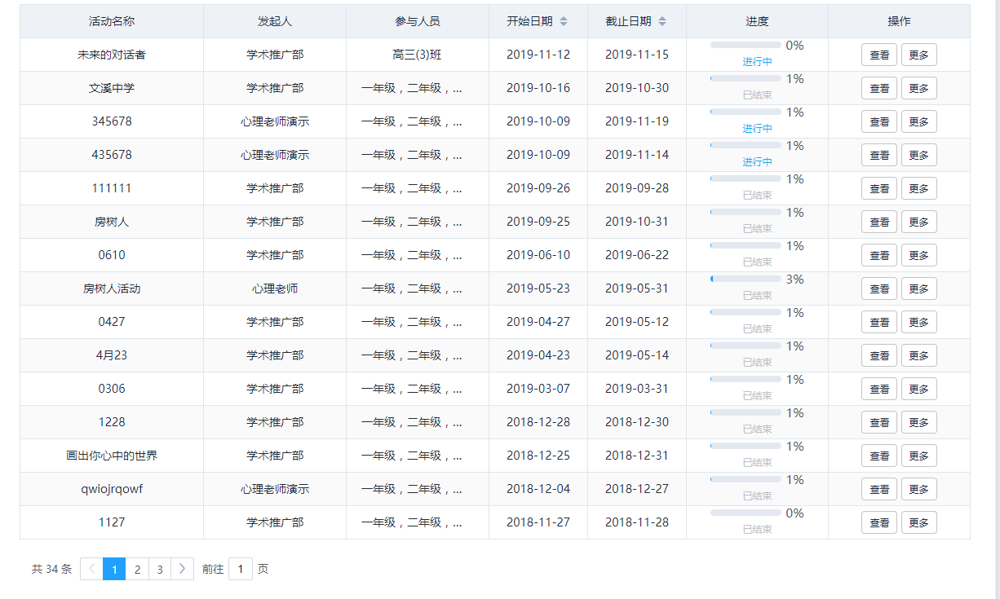 活动名称 发起人 参与人员 开始日期 截止日期 进度 操作
未来的对话者 学术推广部 高三(3)班 2019-11-12 2019-11-15 0% 进行中 查看 更多
文溪中学 学术推广部 一年级，二年级，... 2019-10-16 2019-10-30 1% 已结束 查看 更多
345678 心理老师演示 一年级，二年级，... 2019-10-09 2019-11-19 1% 进行中 查看 更多
435678 心理老师演示 一年级，二年级，... 2019-10-09 2019-11-14 1% 进行中 查看 更多
111111 学术推广部 一年级，二年级，... 2019-09-26 2019-09-28 1% 已结束 查看 更多
房树人 学术推广部 一年级，二年级，... 2019-09-25 2019-10-31 1% 已结束 查看 更多
0610 学术推广部 一年级，二年级，... 2019-06-10 2019-06-22 1% 已结束 查看 更多
房树人活动 心理老师 一年级，二年级，... 2019-05-23 2019-05-31 3% 已结束 查看 更多
0427 学术推广部 一年级，二年级，... 2019-04-27 2019-05-12 1% 已结束 查看 更多
4月23 学术推广部 一年级，二年级，... 2019-04-23 2019-05-14 1% 已结束 查看 更多
0306 学术推广部 一年级，二年级，... 2019-03-07 2019-03-31 1% 已结束 查看 更多
1228 学术推广部 一年级，二年级，... 2018-12-28 2018-12-30 1% 已结束 查看 更多
画出你心中的世界 学术推广部 一年级，二年级，... 2018-12-25 2018-12-31 1% 已结束 查看 更多
qwiojrqowf 心理老师演示 一年级，二年级，... 2018-12-04 2018-12-27 1% 已结束 查看 更多
1127 学术推广部 一年级，二年级，... 2018-11-27 2018-11-28 0% 已结束 查看 更多
共 34 条 1 2 3 前往 1 页